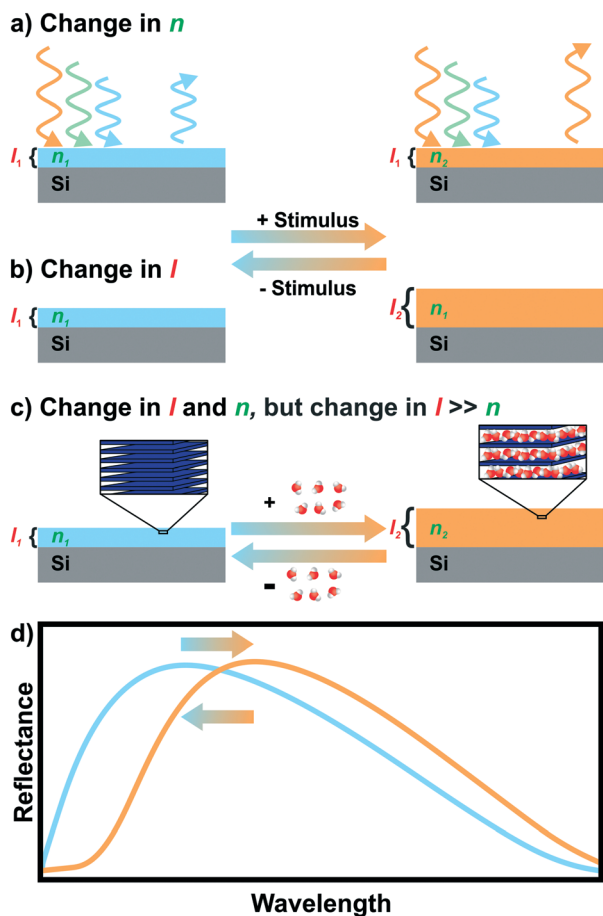 a) Change in n
l₁ { n₁
Si
l₁ { n₂
Si
+ Stimulus
- Stimulus
b) Change in l
l₁ { n₁
Si
l₂ { n₁
Si
c) Change in l and n, but change in l >> n
+
l₁ { n₁
Si
l₂ { n₂
Si
-
d)
Reflectance
Wavelength